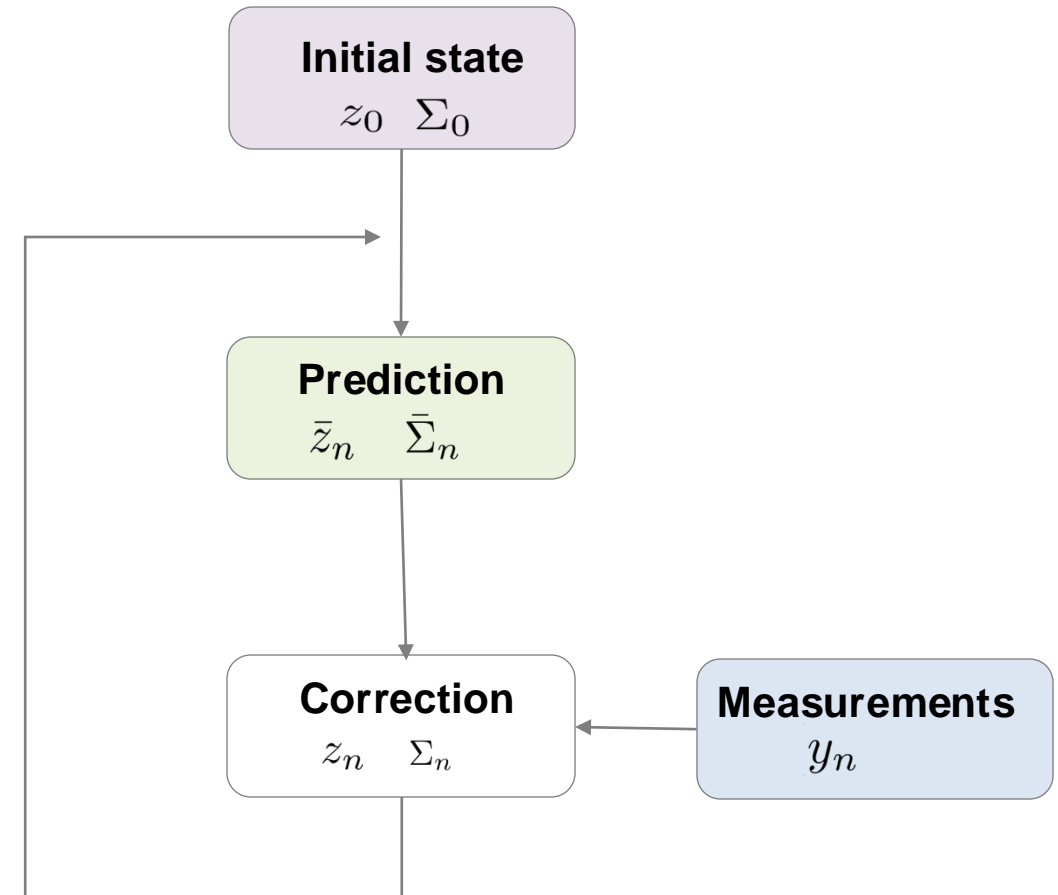 Initial state
z₀ Σ₀
Prediction
z̄ₙ Σ̄ₙ
Correction
zₙ Σₙ
Measurements
yₙ